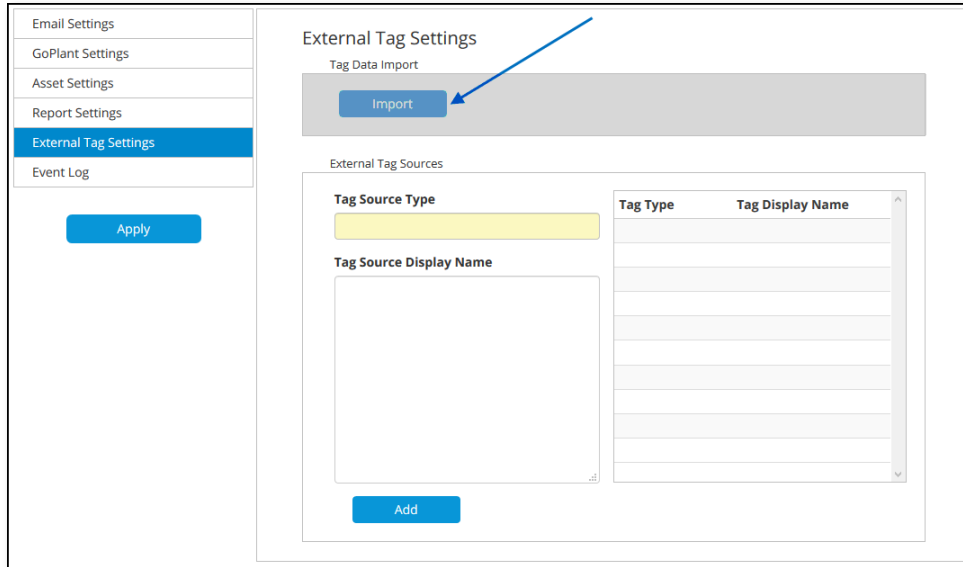 Email Settings
GoPlant Settings
Asset Settings
Report Settings
External Tag Settings
Event Log
Apply
External Tag Settings
Tag Data Import
Import
External Tag Sources
Tag Source Type
Tag Source Display Name
Add
Tag Type Tag Display Name